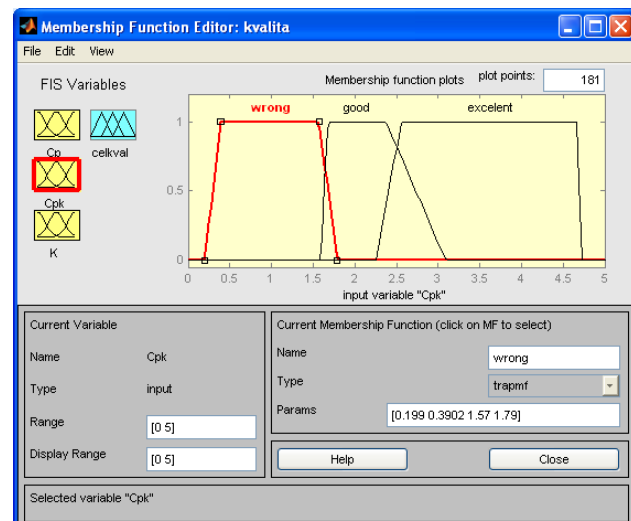 Membership Function Editor: kvalita
File Edit View
FIS Variables
Cp
celkval
Cpk
K
Membership function plots plot points: 181
wrong good excelent
1
0.5
0
0 0.5 1 1.5 2 2.5 3 3.5 4 4.5 5
input variable "Cpk"
Current Variable
Name Cpk
Type input
Range [0 5]
Display Range [0 5]
Current Membership Function (click on MF to select)
Name wrong
Type trapmf
Params [0.199 0.3902 1.57 1.79]
Help Close
Selected variable "Cpk"